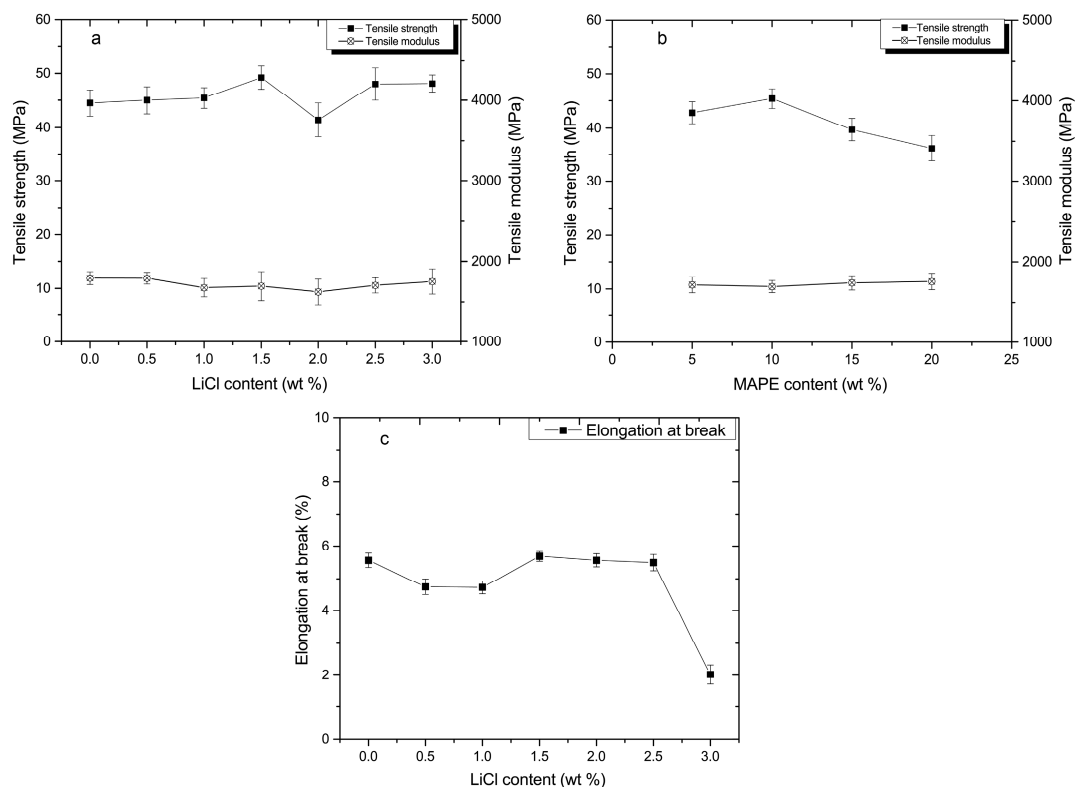 a
Tensile strength
Tensile modulus
60
50
40
30
20
10
0
Tensile strength (MPa)
5000
4000
3000
2000
1000
Tensile modulus (MPa)
0.0 0.5 1.0 1.5 2.0 2.5 3.0
LiCl content (wt %)
b
Tensile strength
Tensile modulus
60
50
40
30
20
10
0
Tensile strength (MPa)
5000
4000
3000
2000
1000
Tensile modulus (MPa)
0 5 10 15 20 25
MAPE content (wt %)
c
Elongation at break
10
8
6
4
2
0
Elongation at break (%)
0.0 0.5 1.0 1.5 2.0 2.5 3.0
LiCl content (wt %)